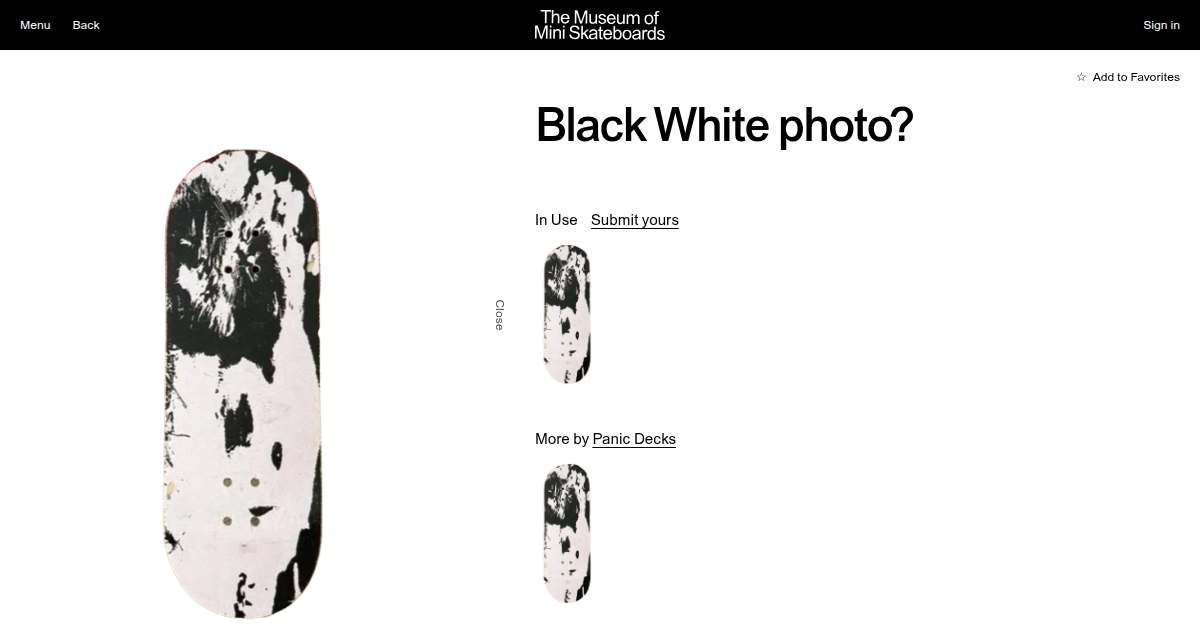 Menu Back
The Museum of
Mini Skateboards
Sign in
☆ Add to Favorites
Black White photo?
In Use Submit yours
Close
More by Panic Decks